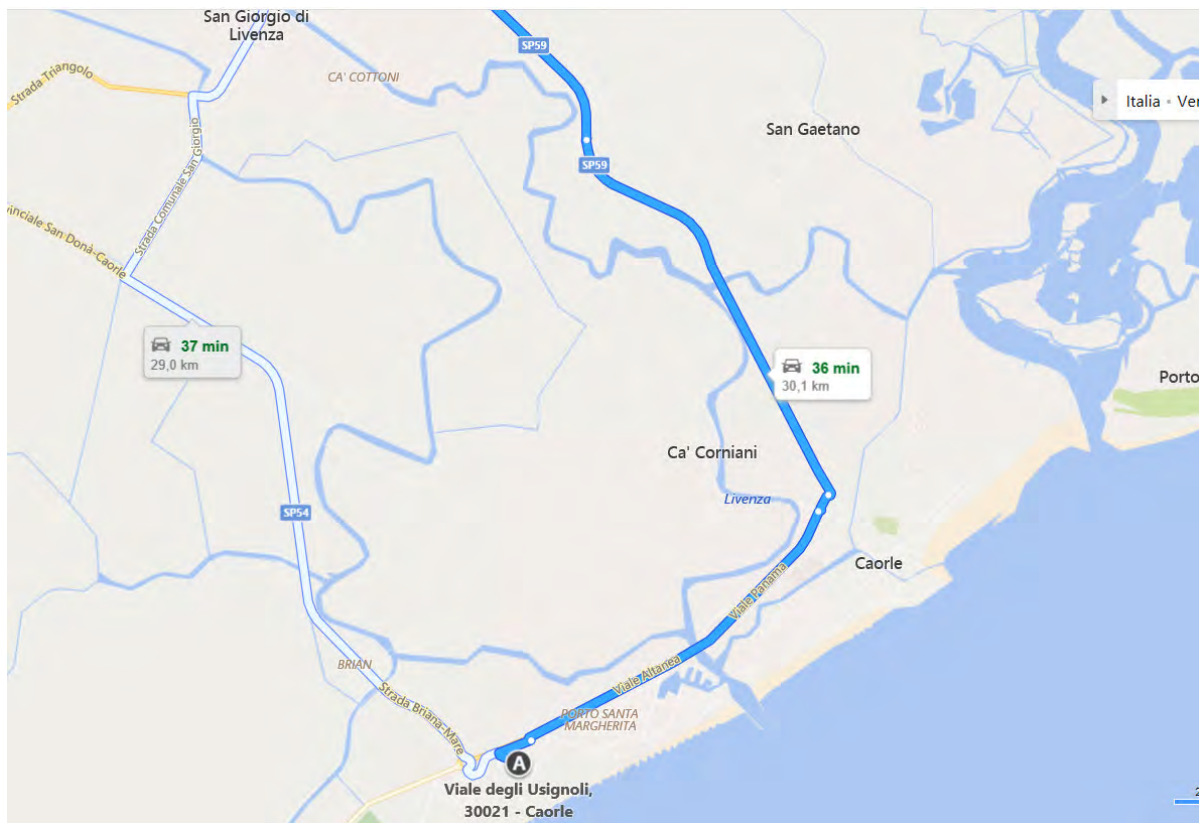 San Giorgio di
Livenza
SP59
CA' COTTONI
Strada Triangolo
Italia • Ver
San Gaetano
SP59
Strada Comunale San Giorgio
vinciale San Donà-Caorle
37 min
29,0 km
36 min
30,1 km
Porto
Ca' Corniani
Livenza
SP54
Caorle
Viale Panama
BRIAN
Viale Altanea
Strada Briana-Mare
PORTO SANTA
MARGHERITA
A
Viale degli Usignoli,
30021 - Caorle
2